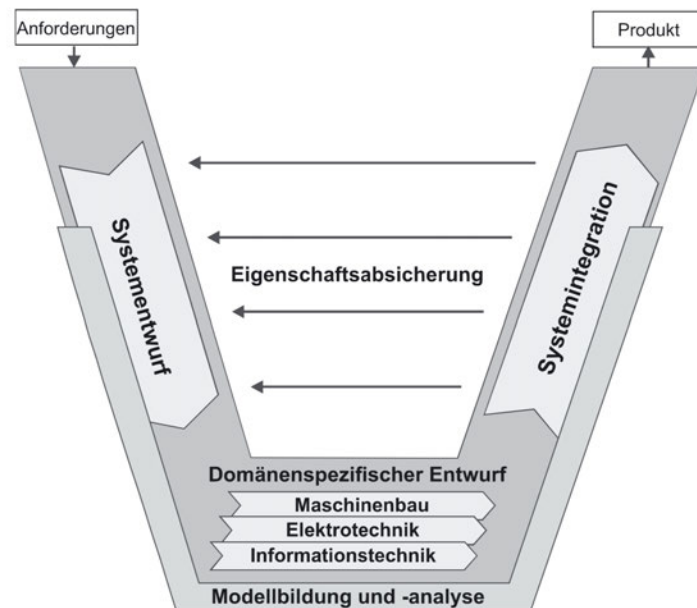 Anforderungen
Produkt
Systementwurf
Eigenschaftsabsicherung
Systemintegration
Domänenspezifischer Entwurf
Maschinenbau
Elektrotechnik
Informationstechnik
Modellbildung und -analyse